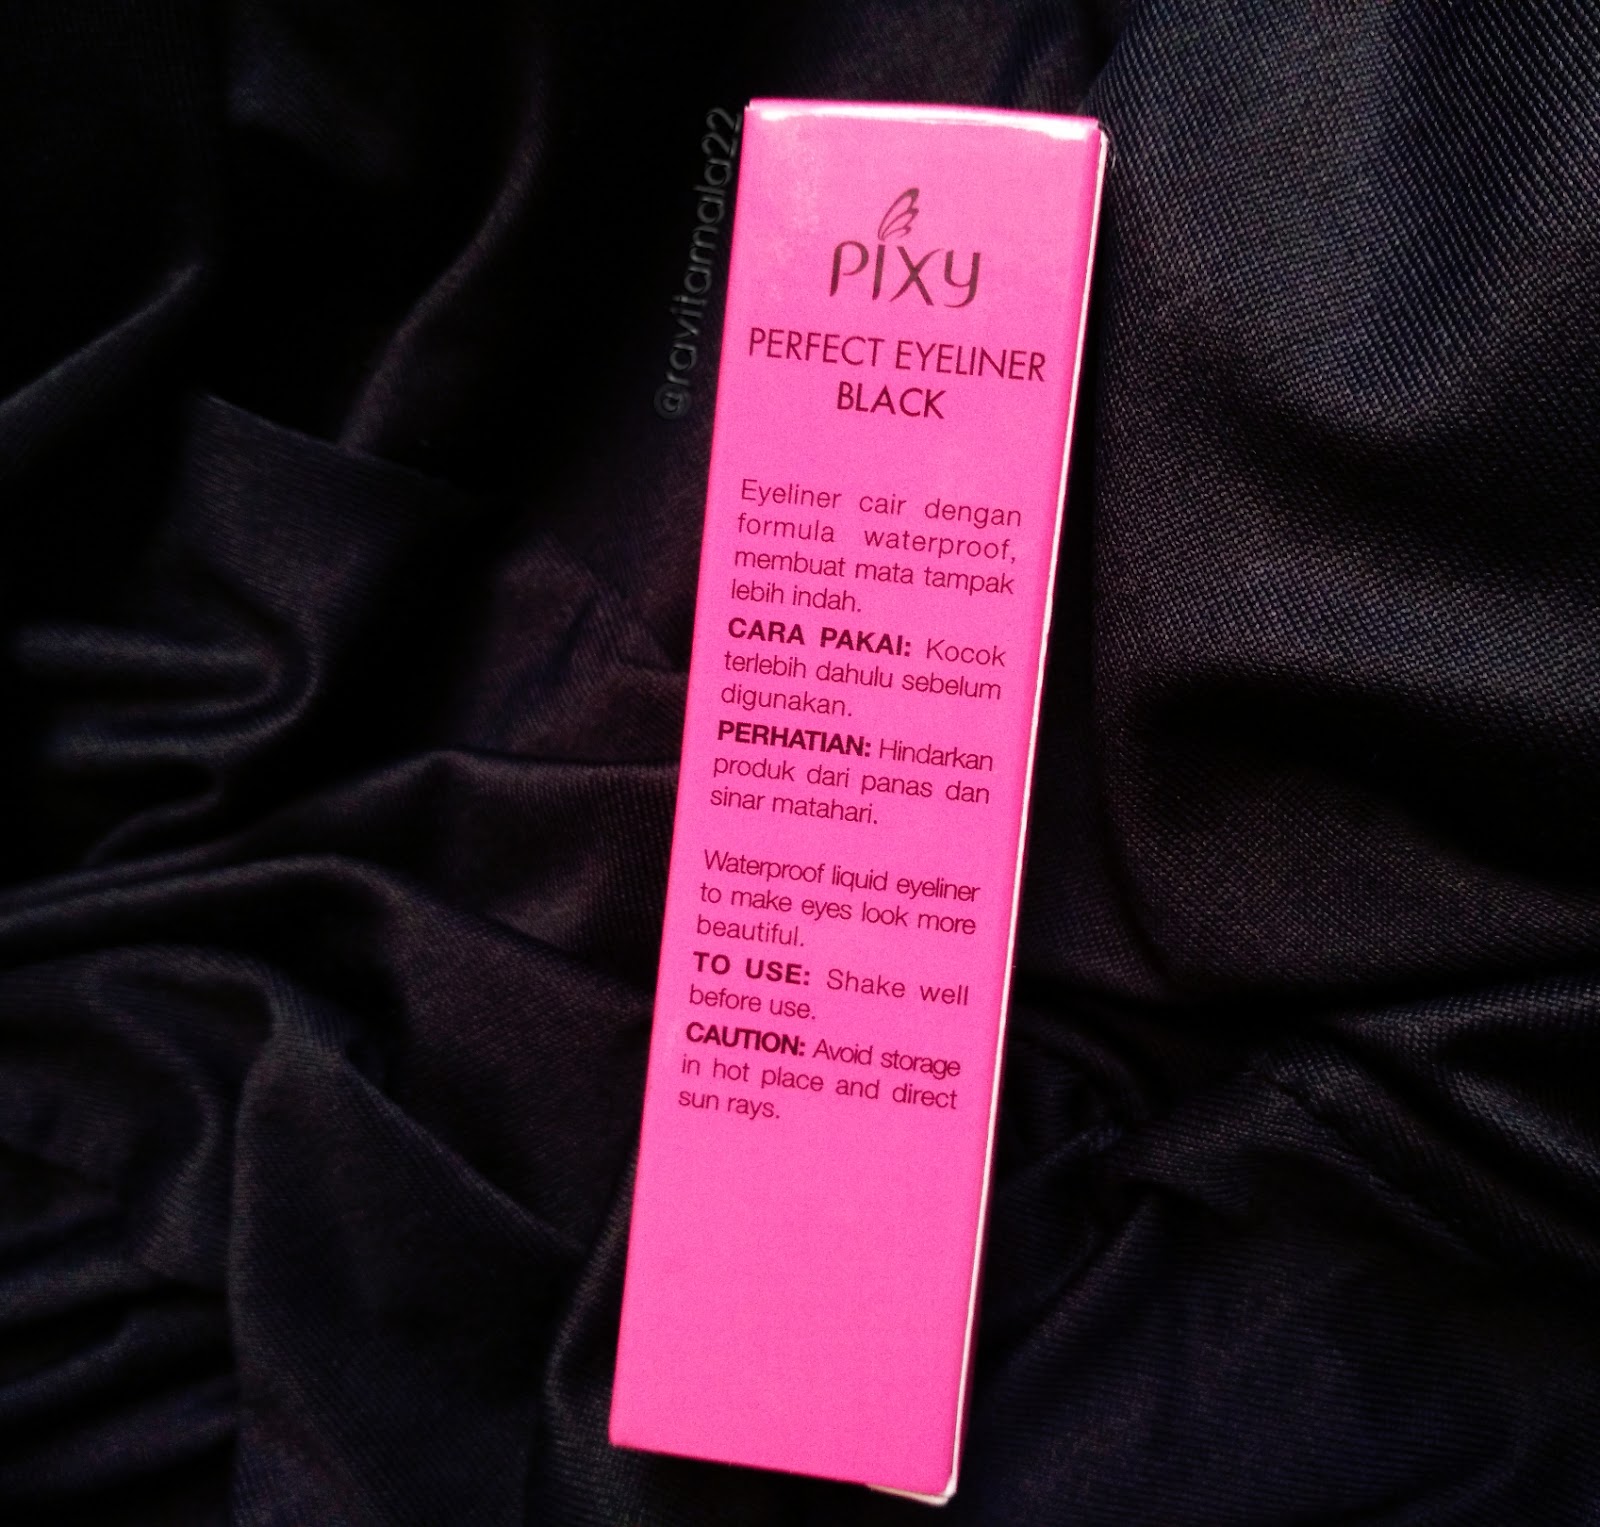 @ravitamala22
PIXY
PERFECT EYELINER
BLACK
Eyeliner cair dengan
formula waterproof,
membuat mata tampak
lebih indah.
CARA PAKAI: Kocok
terlebih dahulu sebelum
digunakan.
PERHATIAN: Hindarkan
produk dari panas dan
sinar matahari.
Waterproof liquid eyeliner
to make eyes look more
beautiful.
TO USE: Shake well
before use.
CAUTION: Avoid storage
in hot place and direct
sun rays.